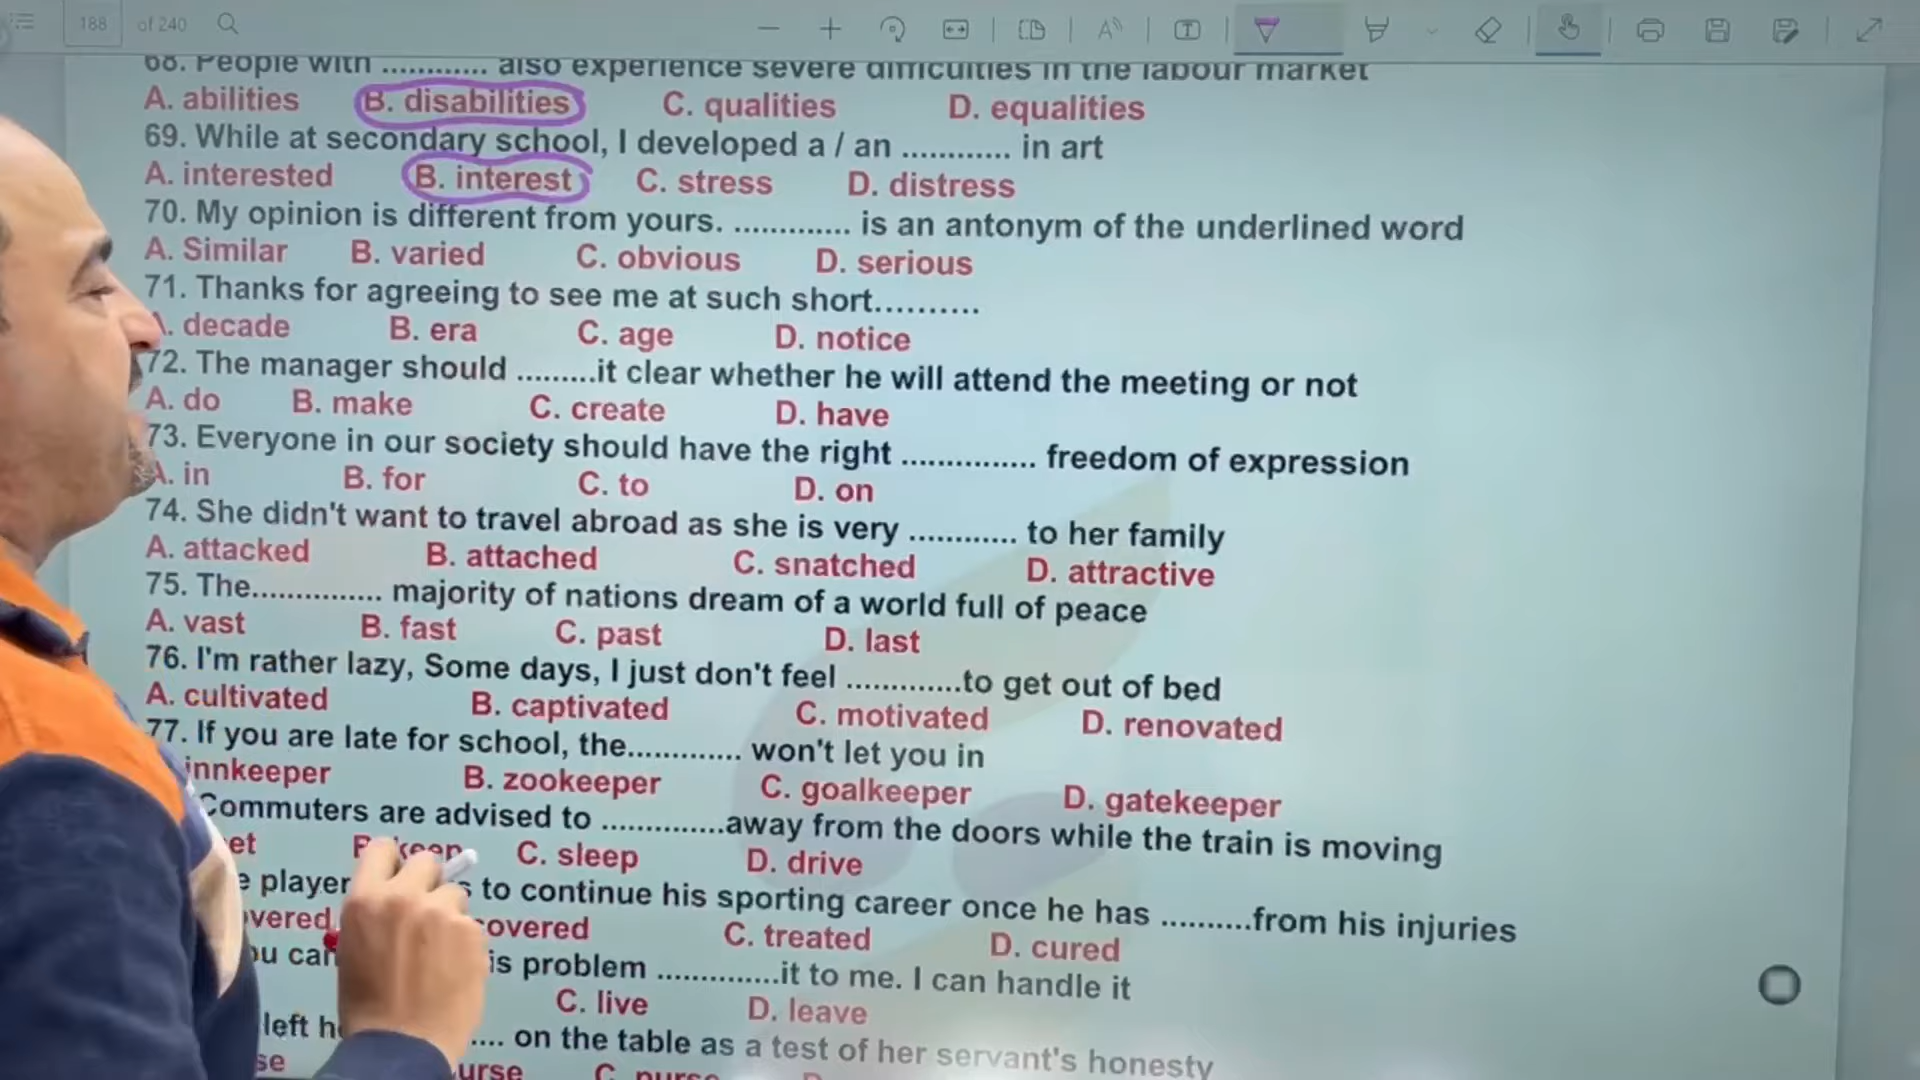 188 of 240
68. People with ............ also experience severe difficulties in the labour market
A. abilities B. disabilities C. qualities D. equalities
69. While at secondary school, I developed a / an ............ in art
A. interested B. interest C. stress D. distress
70. My opinion is different from yours. ............. is an antonym of the underlined word
A. Similar B. varied C. obvious D. serious
71. Thanks for agreeing to see me at such short..........
A. decade B. era C. age D. notice
72. The manager should .........it clear whether he will attend the meeting or not
A. do B. make C. create D. have
73. Everyone in our society should have the right ............... freedom of expression
A. in B. for C. to D. on
74. She didn't want to travel abroad as she is very ............ to her family
A. attacked B. attached C. snatched D. attractive
75. The............... majority of nations dream of a world full of peace
A. vast B. fast C. past D. last
76. I'm rather lazy, Some days, I just don't feel .............to get out of bed
A. cultivated B. captivated C. motivated D. renovated
77. If you are late for school, the............. won't let you in
innkeeper B. zookeeper C. goalkeeper D. gatekeeper
Commuters are advised to ..............away from the doors while the train is moving
et B. keep C. sleep D. drive
player to continue his sporting career once he has ..........from his injuries
overed C. treated D. cured
is problem ..............it to me. I can handle it
C. live D. leave
left .... on the table as a test of her servant's honesty